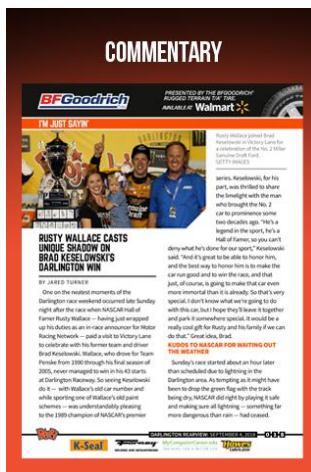 COMMENTARY
BFGoodrich
PRESENTED BY THE BFGOODRICH®
RUGGED TERRAIN T/A® TIRE.
AVAILABLE AT Walmart
I'M JUST SAYIN'
Rusty Wallace joined Brad
Keselowski in Victory Lane for
a celebration of the No. 2 Miller
Genuine Draft Ford.
GETTY IMAGES
RUSTY WALLACE CASTS
UNIQUE SHADOW ON
BRAD KESELOWSKI'S
DARLINGTON WIN
BY JARED TURNER
One on the neatest moments of the
Darlington race weekend occurred late Sunday
night after the race when NASCAR Hall of
Famer Rusty Wallace — having just wrapped
up his duties as an in-race announcer for Motor
Racing Network — paid a visit to Victory Lane
to celebrate with his former team and driver
Brad Keselowski. Wallace, who drove for Team
Penske from 1990 through his final season of
2005, never managed to win in his 43 starts
at Darlington Raceway. So seeing Keselowski
do it — with Wallace's old car number and
while sporting one of Wallace's old paint
schemes — was understandably pleasing
to the 1989 champion of NASCAR's premier
series. Keselowski, for his
part, was thrilled to share
the limelight with the man
who brought the No. 2
car to prominence some
two decades ago. "He's a
legend in the sport, he's a
Hall of Famer, so you can't
deny what he's done for our sport," Keselowski
said. "And it's great to be able to honor him,
and the best way to honor him is to make the
car run good and to win the race, and that
just, of course, is going to make that car even
more immortal than it is already. So that's very
special. I don't know what we're going to do
with this car, but I hope they'll leave it together
and park it somewhere special. It would be a
really cool gift for Rusty and his family if we can
do that." Great idea, Brad.
KUDOS TO NASCAR FOR WAITING OUT
THE WEATHER
Sunday's race started about an hour later
than scheduled due to lightning in the
Darlington area. As tempting as it might have
been to drop the green flag with the track
being dry, NASCAR did right by playing it safe
and making sure all lightning — something far
more dangerous than rain — had ceased.
DARLINGTON REARVIEW: SEPTEMBER 4, 2018
K-Seal
MyComputerCareer.edu